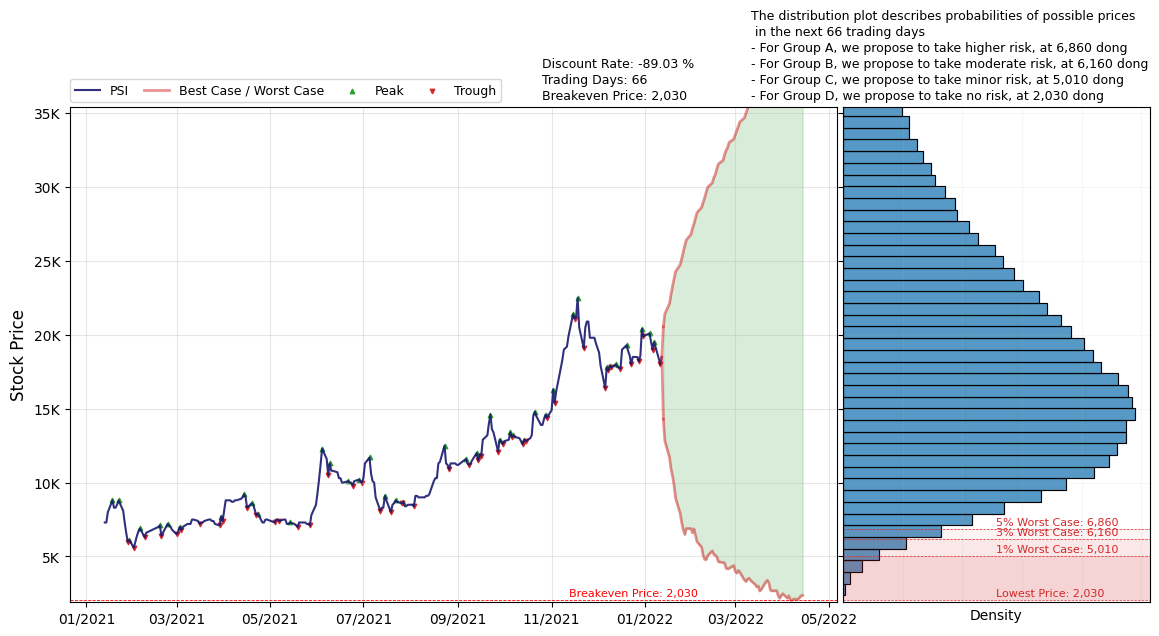 The distribution plot describes probabilities of possible prices
in the next 66 trading days
- For Group A, we propose to take higher risk, at 6,860 dong
- For Group B, we propose to take moderate risk, at 6,160 dong
- For Group C, we propose to take minor risk, at 5,010 dong
- For Group D, we propose to take no risk, at 2,030 dong
Discount Rate: -89.03 %
Trading Days: 66
Breakeven Price: 2,030
PSI
Best Case / Worst Case
Peak
Trough
35K
30K
25K
20K
15K
10K
5K
Stock Price
Breakeven Price: 2,030
01/2021
03/2021
05/2021
07/2021
09/2021
11/2021
01/2022
03/2022
05/2022
5% Worst Case: 6,860
3% Worst Case: 6,160
1% Worst Case: 5,010
Lowest Price: 2,030
Density